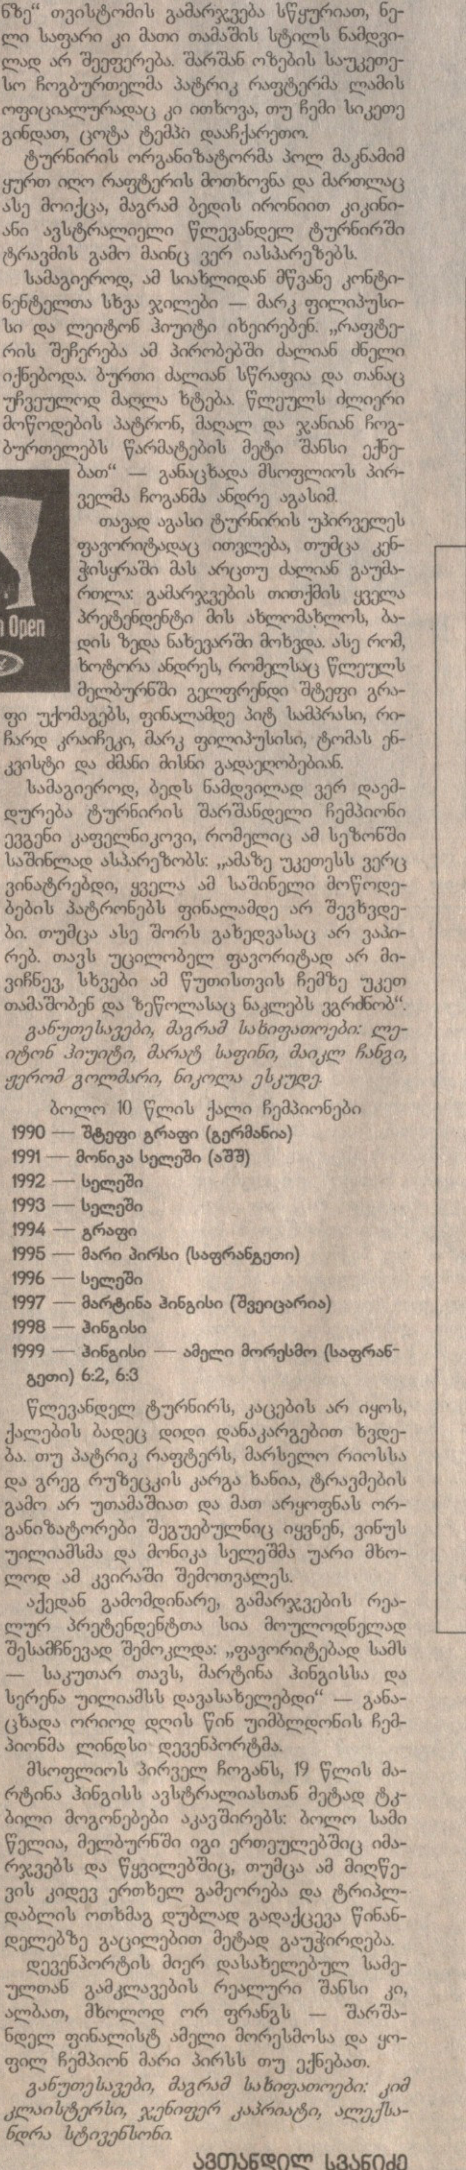 ნზე“ თვისტომის გამარჯვება სწყურიათ, ნე-
ლი საფარი კი მათი თამაშის სტილს ნამდვი-
ლად არ შეეფერება. შარშან ოზების საუკეთე-
სო ჩოგბურთელმა პატრიკ რაფტერმა ლამის
ოფიციალურადაც კი ითხოვა, თუ ჩემი სიკეთე
გინდათ, ცოტა ტემპი დააჩქარეთო.
ტურნირის ორგანიზატორმა პოლ მაკნამიმ
ყურთ იღო რაფტერის მოთხოვნა და მართლაც
ასე მოიქცა, მაგრამ ბედის ირონიით კიკინი-
ანი ავსტრალიელი წლევანდელ ტურნირში
ტრავმის გამო მაინც ვერ იასპარეზებს.
სამაგიეროდ, ამ სიახლიდან მწვანე კონტი-
ნენტელთა სხვა ჯილები — მარკ ფილიპუსი-
სი და ლეიტონ ჰიუიტი იხეირებენ. „რაფტე-
რის შეჩერება ამ პირობებში ძალიან ძნელი
იქნებოდა. ბურთი ძალიან სწრაფია და თანაც
უჩვეულოდ მაღლა ხტება. წლეულს ძლიერი
მოწოდების პატრონ, მაღალ და ჯანიან ჩოგ-
ბურთელებს წარმატების მეტი შანსი ექნე-
ბათ“ — განაცხადა მსოფლიოს პირ-
ველმა ჩოგანმა ანდრე აგასიმ.
თავად აგასი ტურნირის უპირველეს
ფავორიტადაც ითვლება, თუმცა კენ-
ჭისყრაში მას არცთუ ძალიან გაუმა-
რთლა: გამარჯვების თითქმის ყველა
პრეტენდენტი მის ახლომახლოს, ბა-
დის ზედა ნახევარში მოხვდა. ასე რომ,
ხოტორა ანდრეს, რომელსაც წლეულს
მელბურნში გელფრენდი შტეფი გრა-
ფი უქომაგებს, ფინალამდე პიტ სამპრასი, რი-
ჩარდ კრაიჩეკი, მარკ ფილიპუსისი, ტომას ენ-
კვისტი და ძმანი მისნი გადაეღობებიან.
Open
სამაგიეროდ, ბედს ნამდვილად ვერ დაემ-
დურება ტურნირის შარშანდელი ჩემპიონი
ევგენი კაფელნიკოვი, რომელიც ამ სეზონში
საშინლად ასპარეზობს: „ამაზე უკეთესს ვერც
ვინატრებდი, ყველა ამ საშინელი მოწოდე-
ბების პატრონებს ფინალამდე არ შევხვდე-
ბი. თუმცა ასე შორს გახედვასაც არ ვაპი-
რებ. თავს უცილობელ ფავორიტად არ მი-
ვიჩნევ, სხვები ამ წუთისთვის ჩემზე უკეთ
თამაშობენ და ზეწოლასაც ნაკლებს ვგრძნობ“.
განუთესავები, მაგრამ სახიფათოები: ლე-
იტონ ჰიუიტი, მარატ საფინი, მაიკლ ჩანგი,
ჟერომ გოლმარი, ნიკოლა ესკუდე.
ბოლო 10 წლის ქალი ჩემპიონები
1990 — შტეფი გრაფი (გერმანია)
1991 — მონიკა სელეში (აშშ)
1992 — სელეში
1993 — სელეში
1994 — გრაფი
1995 — მარი პირსი (საფრანგეთი)
1996 — სელეში
1997 — მარტინა ჰინგისი (შვეიცარია)
1998 — ჰინგისი
1999 — ჰინგისი — ამელი მორესმო (საფრან-
გეთი) 6:2, 6:3
წლევანდელ ტურნირს, კაცების არ იყოს,
ქალების ბადეც დიდი დანაკარგებით ხვდე-
ბა. თუ პატრიკ რაფტერს, მარსელო რიოსსა
და გრეგ რუზეცკის კარგა ხანია, ტრავმების
გამო არ უთამაშიათ და მათ არყოფნას ორ-
განიზატორები შეგუებულნიც იყვნენ, ვინუს
უილიამსმა და მონიკა სელეშმა უარი მხო-
ლოდ ამ კვირაში შემოთვალეს.
აქედან გამომდინარე, გამარჯვების რეა-
ლურ პრეტენდენტთა სია მოულოდნელად
შესამჩნევად შემოკლდა: „ფავორიტებად სამს
— საკუთარ თავს, მარტინა ჰინგისსა და
სერენა უილიამსს დავასახელებდი“ — განა-
ცხადა ორიოდ დღის წინ უიმბლდონის ჩემ-
პიონმა ლინდსი დევენპორტმა.
მსოფლიოს პირველ ჩოგანს, 19 წლის მა-
რტინა ჰინგისს ავსტრალიასთან მეტად ტკ-
ბილი მოგონებები აკავშირებს: ბოლო სამი
წელია, მელბურნში იგი ერთეულებშიც იმა-
რჯვებს და წყვილებშიც, თუმცა ამ მიღწე-
ვის კიდევ ერთხელ გამეორება და ტრიპლ-
დაბლის ოთხმაგ დუბლად გადაქცევა წინან-
დელებზე გაცილებით მეტად გაუჭირდება.
დევენპორტის მიერ დასახელებულ სამე-
ულთან გამკლავების რეალური შანსი კი,
ალბათ, მხოლოდ ორ ფრანგს — შარშა-
ნდელ ფინალისტ ამელი მორესმოსა და ყო-
ფილ ჩემპიონ მარი პირსს თუ ექნებათ.
განუთესავები, მაგრამ სახიფათოები: კიმ
კლაისტერსი, ჯენიფერ კაპრიატი, ალექსა-
ნდრა სტივენსონი.
ავთანდილ სვანიძე